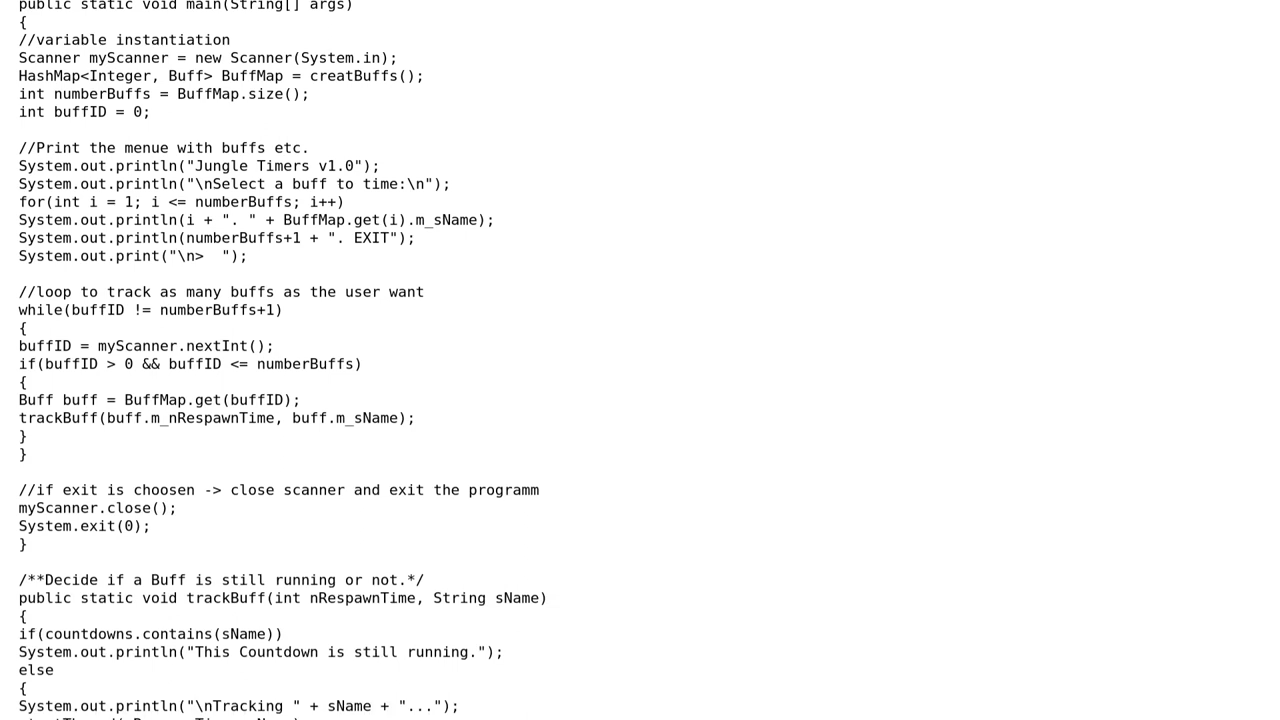 public static void main(String[] args)
{
//variable instantiation
Scanner myScanner = new Scanner(System.in);
HashMap<Integer, Buff> BuffMap = creatBuffs();
int numberBuffs = BuffMap.size();
int buffID = 0;

//Print the menue with buffs etc.
System.out.println("Jungle Timers v1.0");
System.out.println("\nSelect a buff to time:\n");
for(int i = 1; i <= numberBuffs; i++)
System.out.println(i + ". " + BuffMap.get(i).m_sName);
System.out.println(numberBuffs+1 + ". EXIT");
System.out.print("\n>  ");

//loop to track as many buffs as the user want
while(buffID != numberBuffs+1)
{
buffID = myScanner.nextInt();
if(buffID > 0 && buffID <= numberBuffs)
{
Buff buff = BuffMap.get(buffID);
trackBuff(buff.m_nRespawnTime, buff.m_sName);
}
}

//if exit is choosen -> close scanner and exit the programm
myScanner.close();
System.exit(0);
}

/**Decide if a Buff is still running or not.*/
public static void trackBuff(int nRespawnTime, String sName)
{
if(countdowns.contains(sName))
System.out.println("This Countdown is still running.");
else
{
System.out.println("\nTracking " + sName + "...");